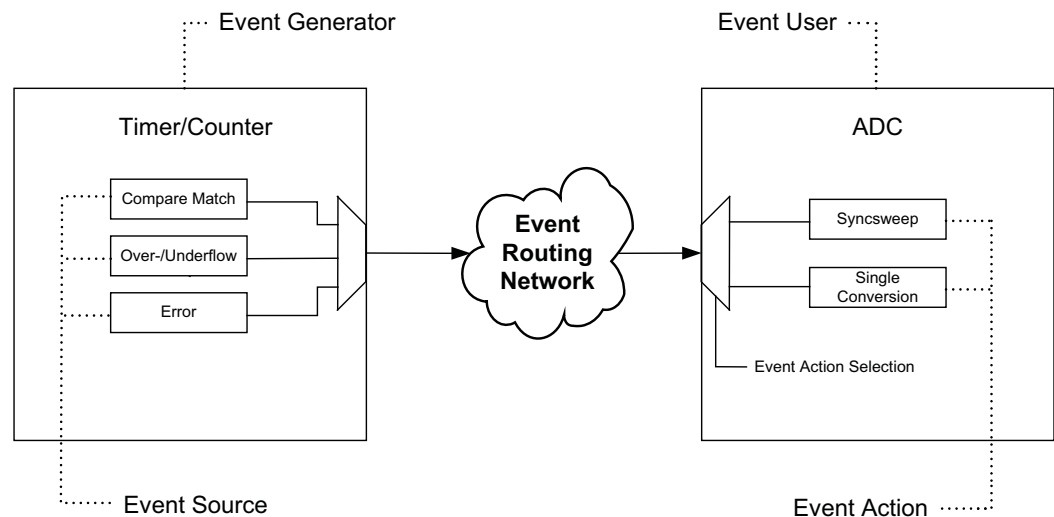 Event Generator
Event User
Timer/Counter
ADC
Compare Match
Over-/Underflow
Error
Event
Routing
Network
Syncsweep
Single
Conversion
Event Action Selection
Event Source
Event Action